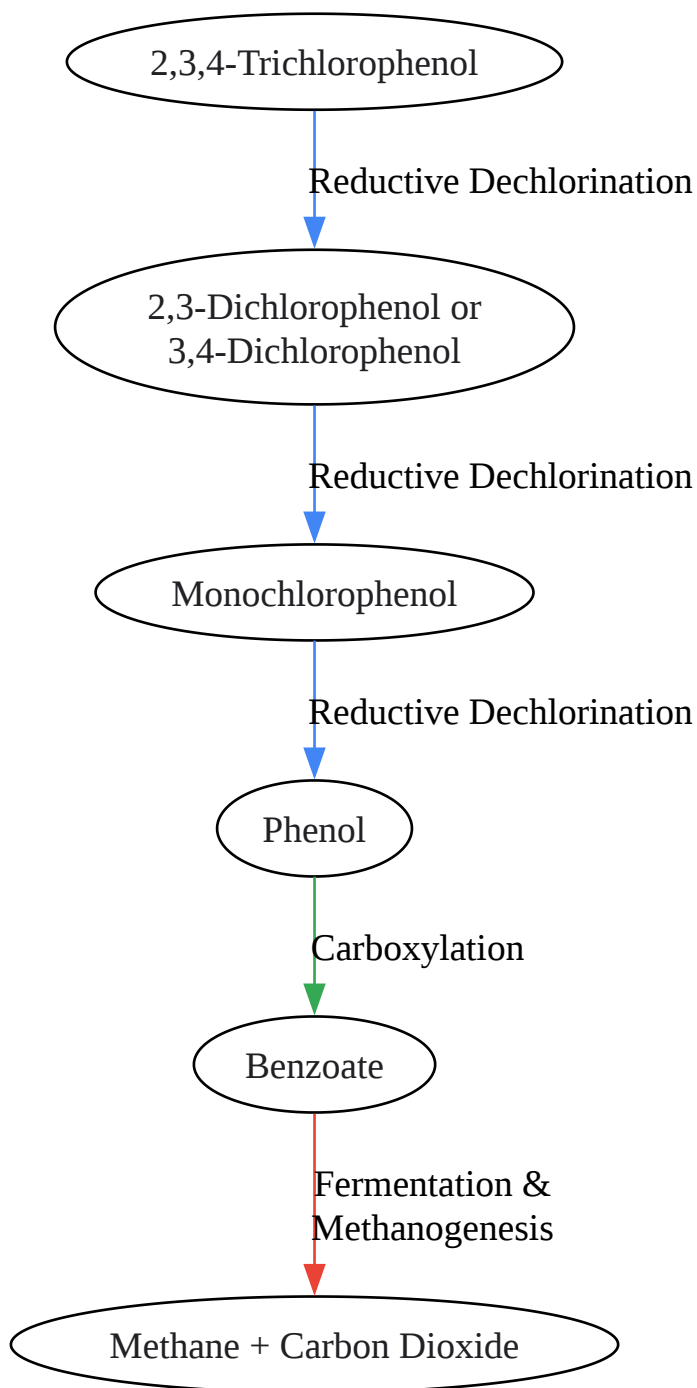 2,3,4-Trichlorophenol
Reductive Dechlorination
2,3-Dichlorophenol or
3,4-Dichlorophenol
Reductive Dechlorination
Monochlorophenol
Reductive Dechlorination
Phenol
Carboxylation
Benzoate
Fermentation &
Methanogenesis
Methane + Carbon Dioxide